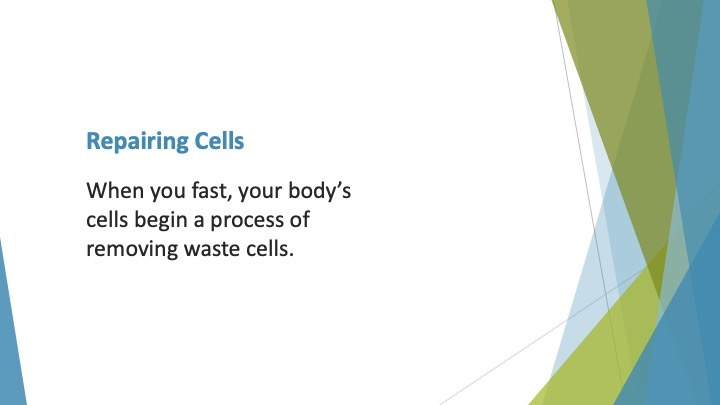 Repairing Cells
When you fast, your body’s
cells begin a process of
removing waste cells.